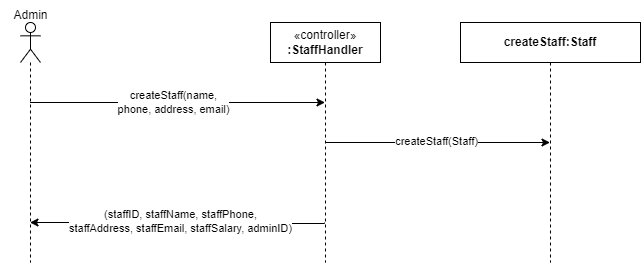 Admin
«controller»
:StaffHandler
createStaff:Staff
createStaff(name,
phone, address, email)
createStaff(Staff)
(staffID, staffName, staffPhone,
staffAddress, staffEmail, staffSalary, adminID)